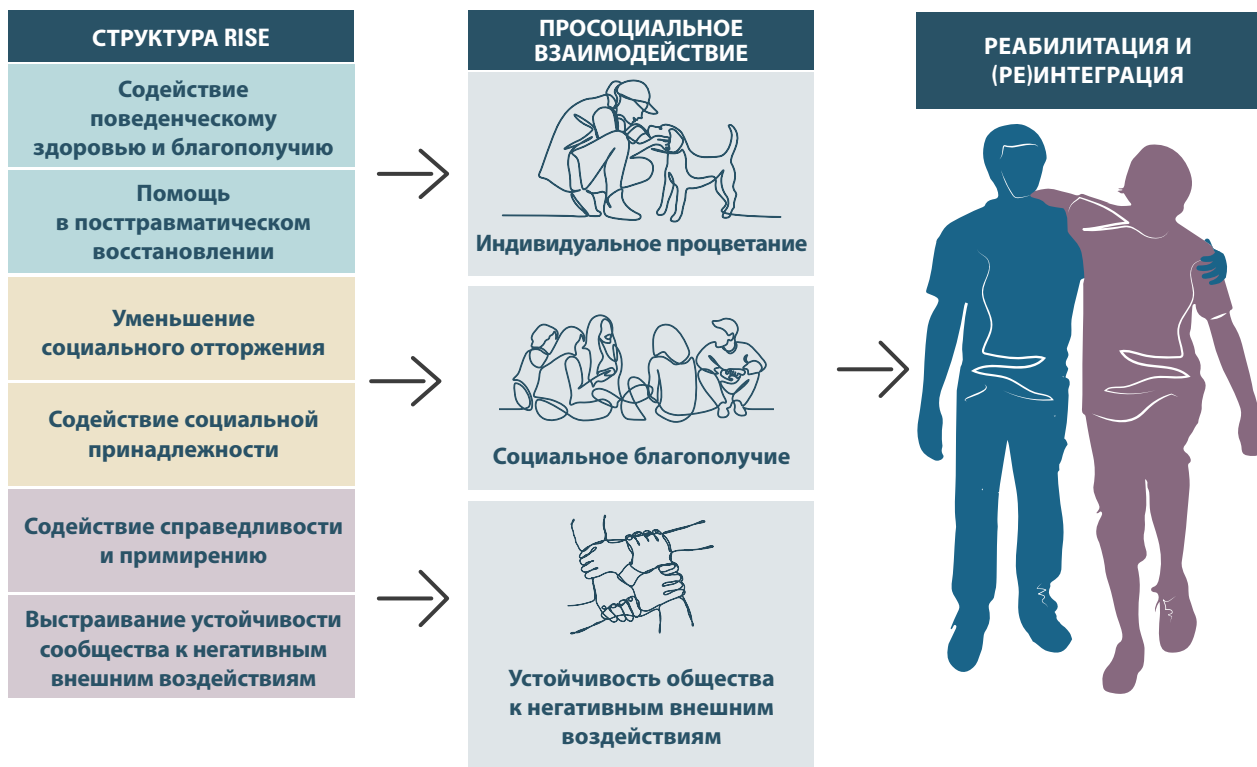 СТРУКТУРА RISE
Содействие
поведенческому
здоровью и благополучию
Помощь
в посттравматическом
восстановлении
Уменьшение
социального отторжения
Содействие социальной
принадлежности
Содействие справедливости
и примирению
Выстраивание устойчивости
сообщества к негативным
внешним воздействиям
ПРОСОЦИАЛЬНОЕ
ВЗАИМОДЕЙСТВИЕ
Индивидуальное процветание
Социальное благополучие
Устойчивость общества
к негативным внешним
воздействиям
РЕАБИЛИТАЦИЯ И
(РЕ)ИНТЕГРАЦИЯ